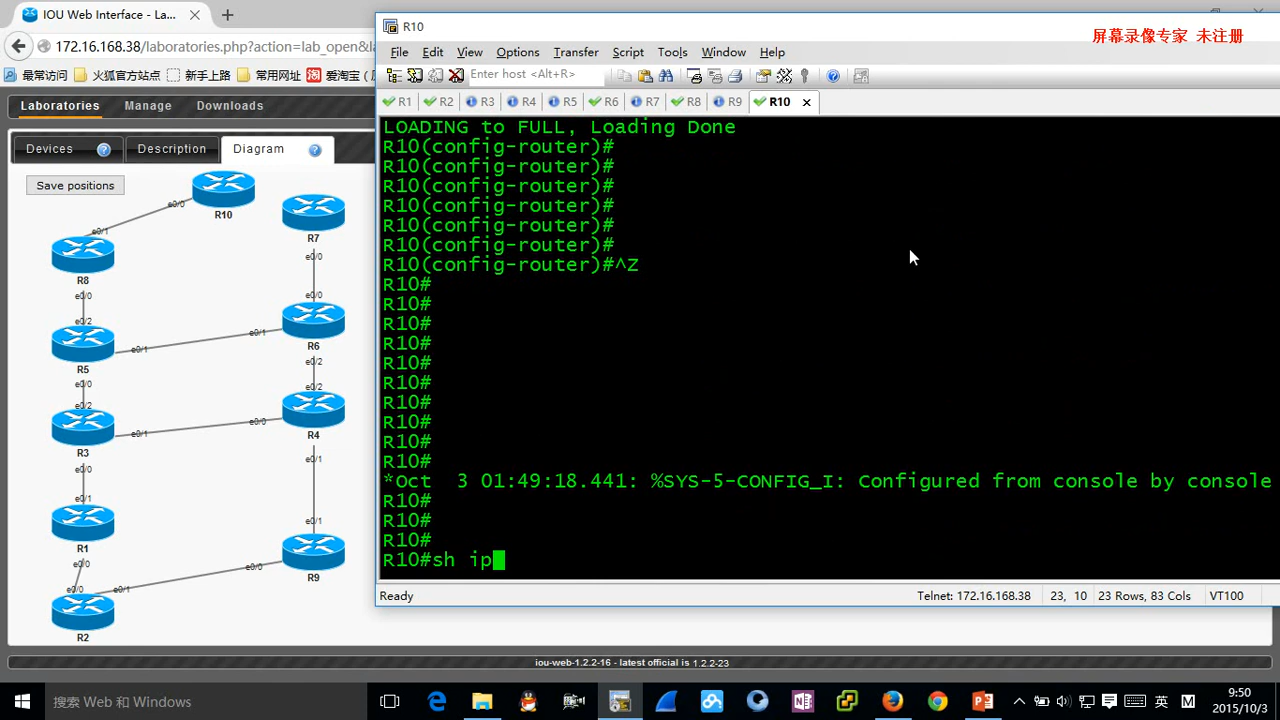 IOU Web Interface - La...
172.16.168.38/laboratories.php?action=lab_open&l
最常访问
火狐官方站点
新手上路
常用网址
爱淘宝
Laboratories
Manage
Downloads
Devices
Description
Diagram
Save positions
R10
e0/0
R7
e0/1
R8
e0/0
e0/0
e0/0
e0/2
e0/1
R5
e0/1
R6
e0/2
e0/0
e0/2
e0/2
e0/0
R3
e0/1
R4
e0/0
e0/1
e0/1
R1
e0/1
e0/0
R9
e0/0
e0/0
e0/1
R2
iou-web-1.2.2-16 - latest official is 1.2.2-23
R10
屏幕录像专家 未注册
File Edit View Options Transfer Script Tools Window Help
Enter host <Alt+R>
R1 R2 R3 R4 R5 R6 R7 R8 R9 R10
LOADING to FULL, Loading Done
R10(config-router)#
R10(config-router)#
R10(config-router)#
R10(config-router)#
R10(config-router)#
R10(config-router)#
R10(config-router)#^Z
R10#
R10#
R10#
R10#
R10#
R10#
R10#
R10#
R10#
R10#
*Oct  3 01:49:18.441: %SYS-5-CONFIG_I: Configured from console by console
R10#
R10#
R10#
R10#sh ip
Ready
Telnet: 172.16.168.38
23, 10
23 Rows, 83 Cols
VT100
搜索 Web 和 Windows
英
M
9:50
2015/10/3